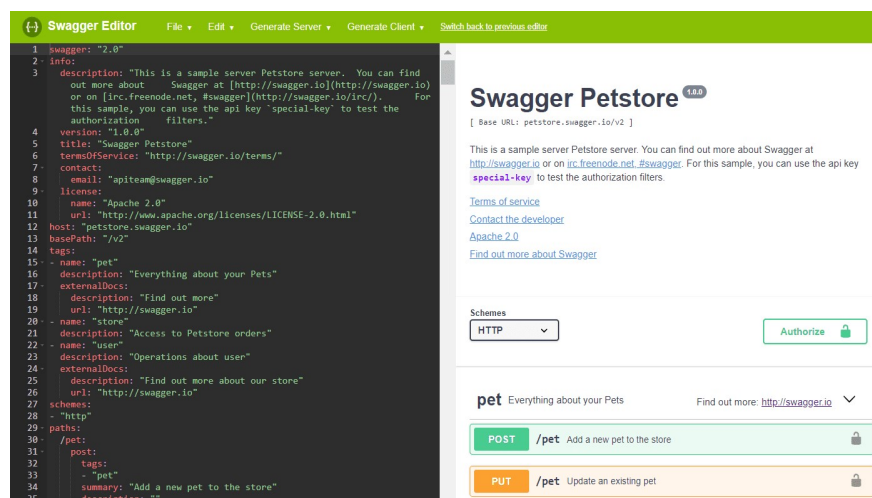 {··} Swagger Editor File ▾ Edit ▾ Generate Server ▾ Generate Client ▾ Switch back to previous editor
1 swagger: "2.0"
2 info:
3 description: "This is a sample server Petstore server. You can find
out more about Swagger at [http://swagger.io](http://swagger.io)
or on [irc.freenode.net, #swagger](http://swagger.io/irc/). For
this sample, you can use the api key `special-key` to test the
authorization filters."
4 version: "1.0.0"
5 title: "Swagger Petstore"
6 termsOfService: "http://swagger.io/terms/"
7 contact:
8 email: "apiteam@swagger.io"
9 license:
10 name: "Apache 2.0"
11 url: "http://www.apache.org/licenses/LICENSE-2.0.html"
12 host: "petstore.swagger.io"
13 basePath: "/v2"
14 tags:
15 - name: "pet"
16 description: "Everything about your Pets"
17 externalDocs:
18 description: "Find out more"
19 url: "http://swagger.io"
20 - name: "store"
21 description: "Access to Petstore orders"
22 - name: "user"
23 description: "Operations about user"
24 externalDocs:
25 description: "Find out more about our store"
26 url: "http://swagger.io"
27 schemes:
28 - "http"
29 paths:
30 /pet:
31 post:
32 tags:
33 - "pet"
34 summary: "Add a new pet to the store"
35 description: ""
Swagger Petstore 1.0.0
[ Base URL: petstore.swagger.io/v2 ]
This is a sample server Petstore server. You can find out more about Swagger at
http://swagger.io or on irc.freenode.net, #swagger. For this sample, you can use the api key
special-key to test the authorization filters.
Terms of service
Contact the developer
Apache 2.0
Find out more about Swagger
Schemes
HTTP
Authorize
pet Everything about your Pets Find out more: http://swagger.io
POST /pet Add a new pet to the store
PUT /pet Update an existing pet